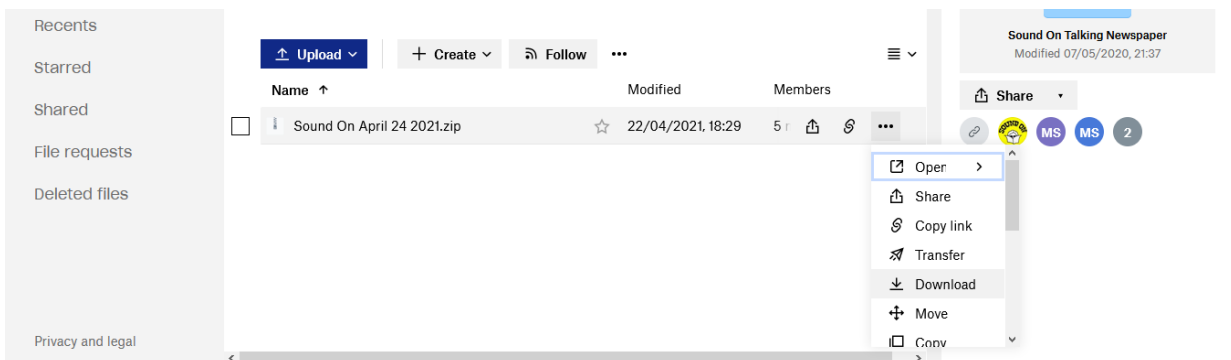 Recents
Starred
Shared
File requests
Deleted files
Privacy and legal
Upload
Create
Follow
Name
Modified
Members
Sound On April 24 2021.zip
22/04/2021, 18:29
5
Open
Share
Copy link
Transfer
Download
Move
Copy
Sound On Talking Newspaper
Modified 07/05/2020, 21:37
Share
MS
MS
2